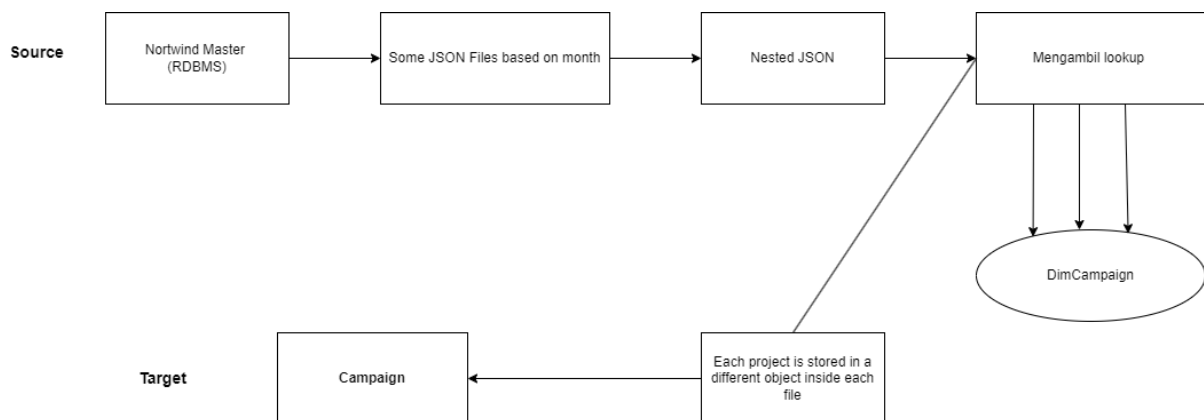 Source
Nortwind Master
(RDBMS)
Some JSON Files based on month
Nested JSON
Mengambil lookup
DimCampaign
Target
Campaign
Each project is stored in a
different object inside each
file